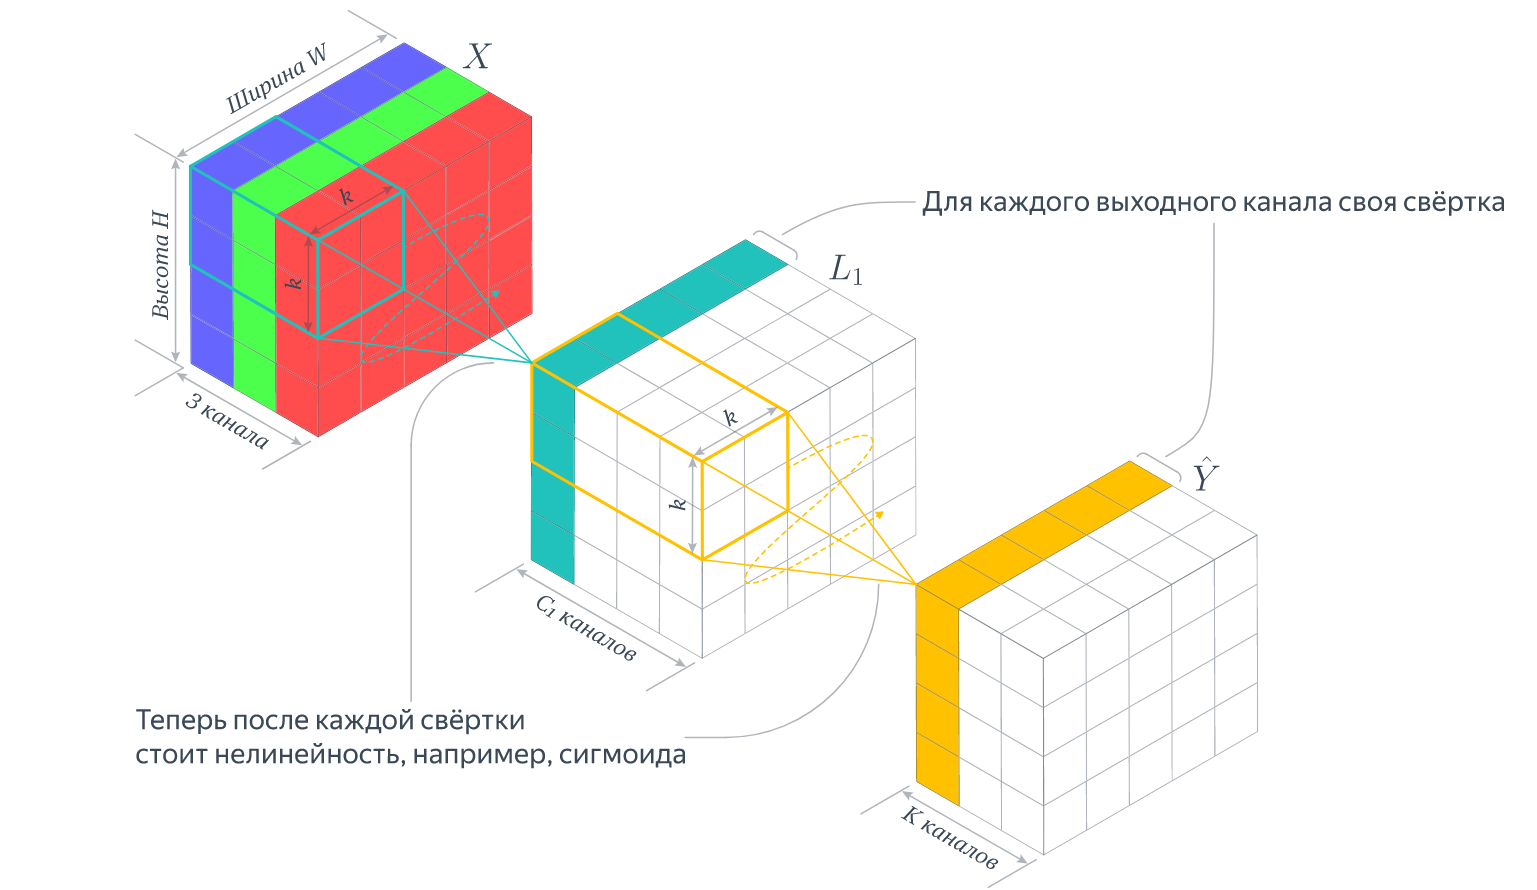 Ширина W
X
k
Высота H
k
3 канала
Для каждого выходного канала своя свёртка
L₁
k
k
C₁ каналов
Ŷ
Теперь после каждой свёртки
стоит нелинейность, например, сигмоида
K каналов